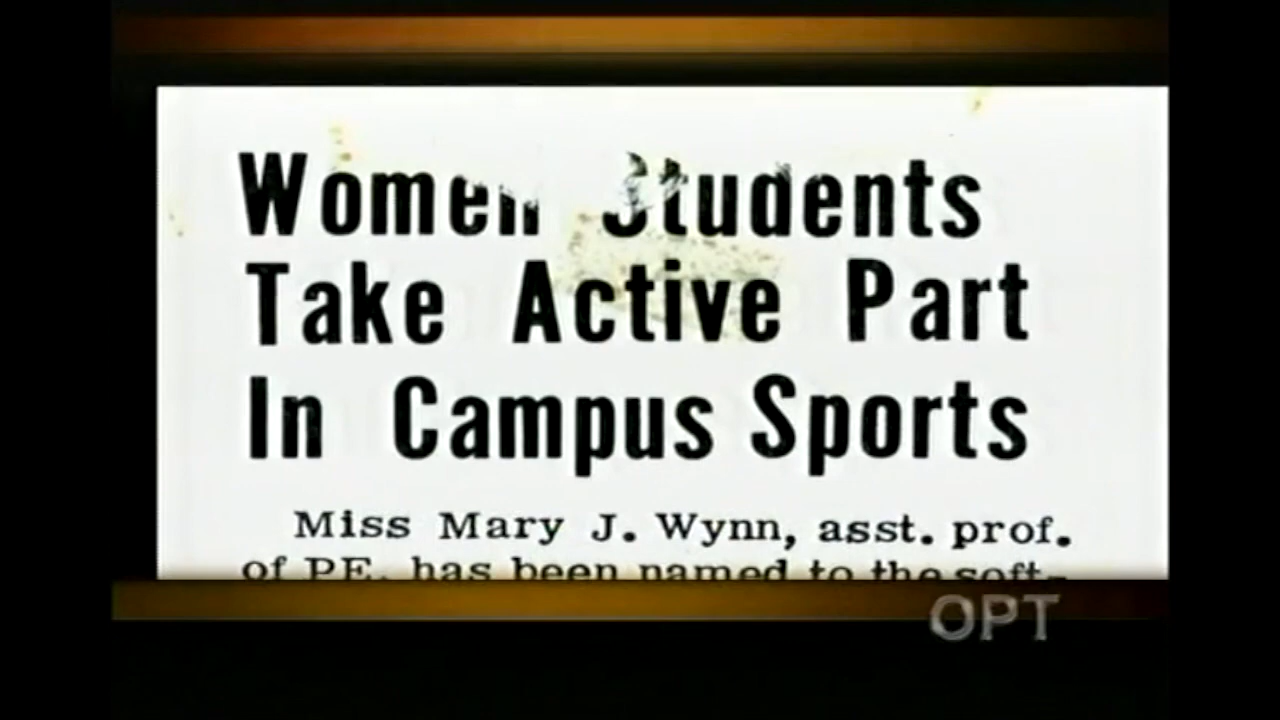 Women Students
Take Active Part
In Campus Sports
Miss Mary J. Wynn, asst. prof.
of PE, has been named to the soft-
OPT